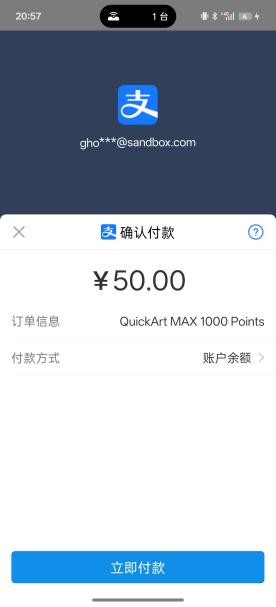 20:57
1 台
支
gho***@sandbox.com
支 确认付款
¥50.00
订单信息 QuickArt MAX 1000 Points
付款方式 账户余额
立即付款